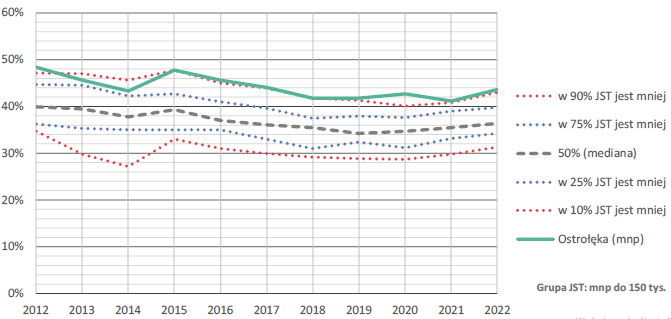 60%
50%
40%
30%
20%
10%
0%
2012 2013 2014 2015 2016 2017 2018 2019 2020 2021 2022
w 90% JST jest mniej
w 75% JST jest mniej
50% (mediana)
w 25% JST jest mniej
w 10% JST jest mniej
Ostrołęka (mnp)
Grupa JST: mnp do 150 tys.